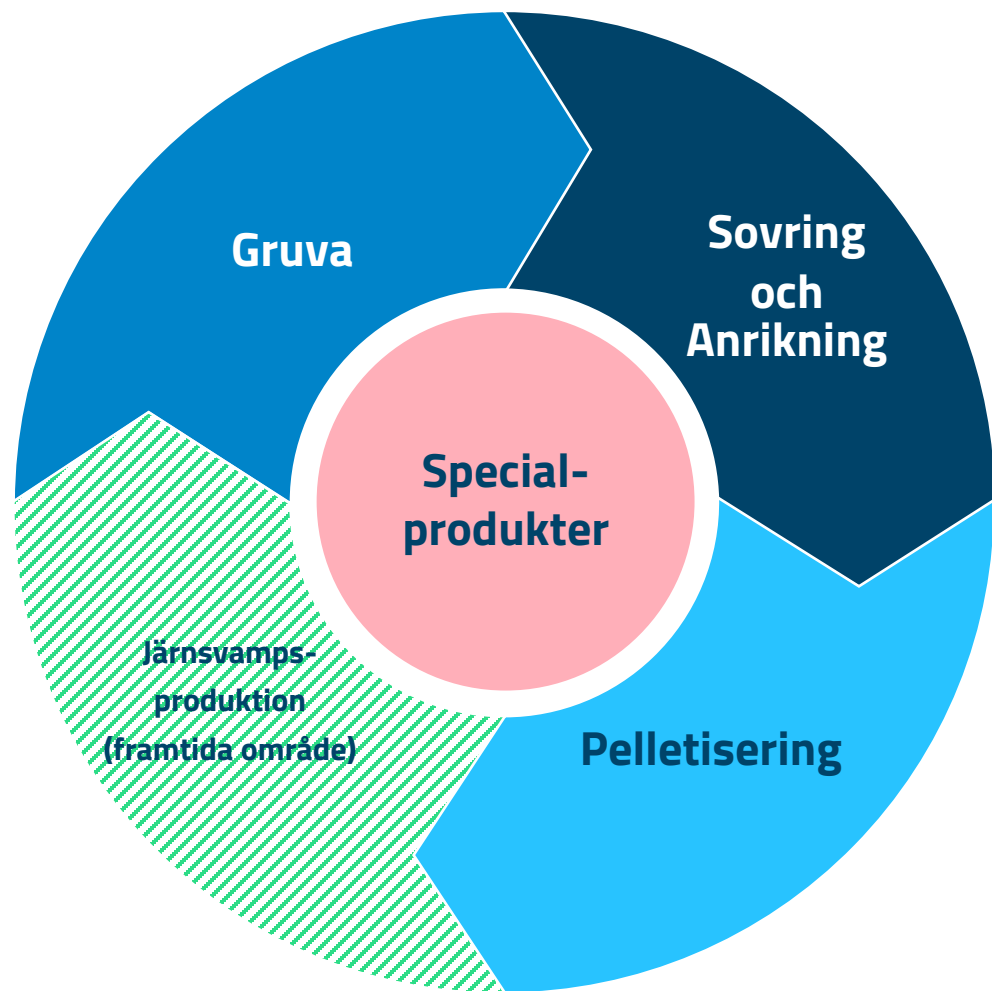 Gruva
Sovring
och
Anrikning
Special-
produkter
Järnsvamps-
produktion
(framtida område)
Pelletisering